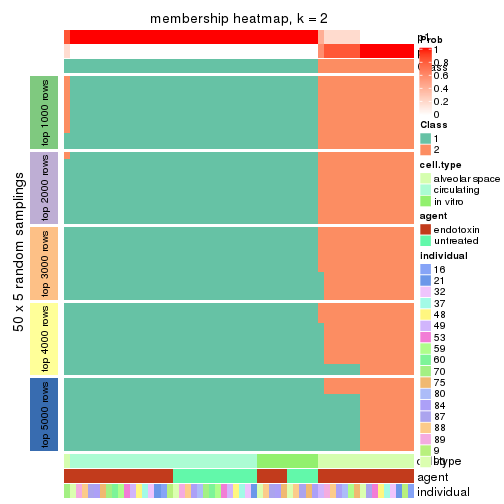 membership heatmap, k = 2
50 x 5 random samplings
top 1000 rows
top 2000 rows
top 3000 rows
top 4000 rows
top 5000 rows
p1
Class
cell.type
agent
individual
Prob
1
0.8
0.6
0.4
0.2
0
Class
1
2
cell.type
alveolar space
circulating
in vitro
agent
endotoxin
untreated
individual
16
21
32
37
48
49
53
59
60
70
75
80
84
87
88
89
9